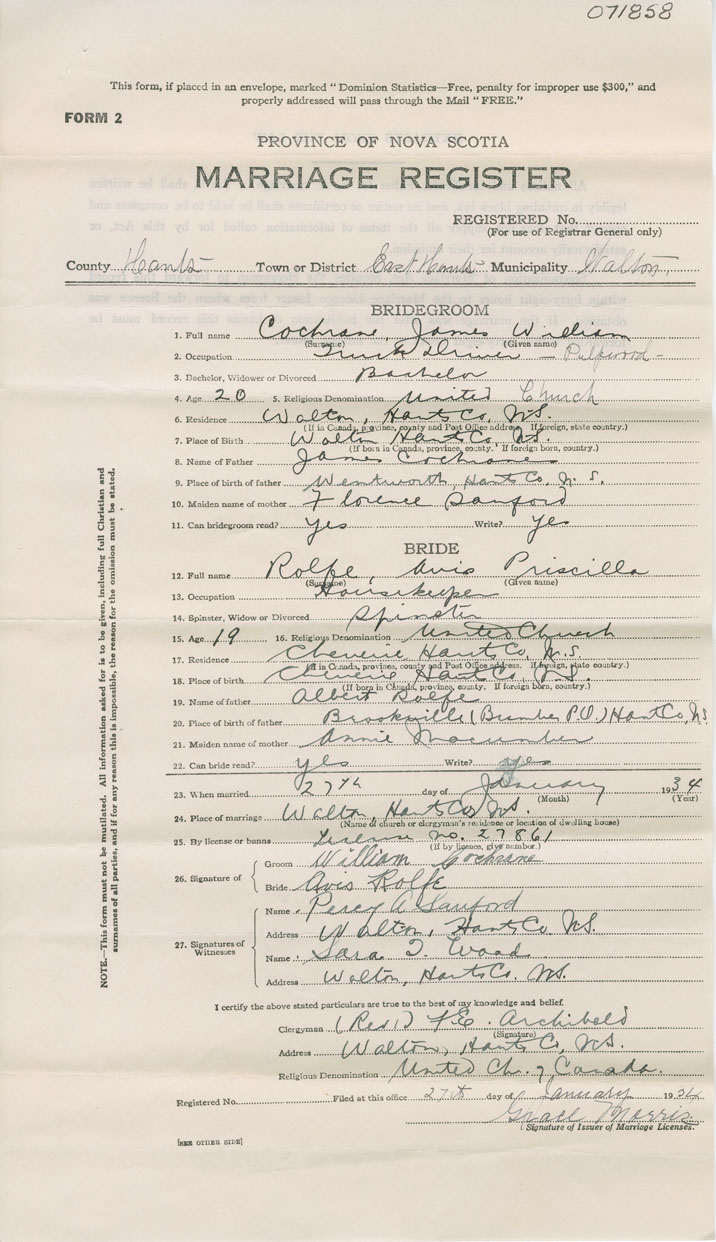 071858
This form, if placed in an envelope, marked "Dominion Statistics—Free, penalty for improper use $300," and
properly addressed will pass through the Mail "FREE."
FORM 2
PROVINCE OF NOVA SCOTIA
MARRIAGE REGISTER
REGISTERED No.
(For use of Registrar General only)
County Hants Town or District East Hants Municipality Walton
BRIDEGROOM
1. Full name Cochrane, James William
(Surname) (Given name)
2. Occupation Truck Driver - Pulpwood -
3. Bachelor, Widower or Divorced Bachelor
4. Age 20 5. Religious Denomination United Church
6. Residence Walton, Hants Co, N.S.
(If in Canada, province, county and Post Office address. If foreign, state country.)
7. Place of Birth Walton Hants Co, N.S.
(If born in Canada, province, county. If foreign born, country.)
8. Name of Father James Cochrane
9. Place of birth of father Wentworth, Hants Co. N. S.
10. Maiden name of mother Florence Sanford
11. Can bridegroom read? Yes Write? Yes
BRIDE
12. Full name Rolfe, Avis Priscilla
(Surname) (Given name)
13. Occupation Housekeeper
14. Spinster, Widow or Divorced Spinster
15. Age 19 16. Religious Denomination United Church
17. Residence Cheverie Hants Co, N.S.
(If in Canada, province, county and Post Office address. If foreign, state country.)
18. Place of birth Cheverie Hants Co, N.S.
(If born in Canada, province, county. If foreign born, country.)
19. Name of father Albert Rolfe
20. Place of birth of father Brookville (Burmber P.O) Hants Co, N.S
21. Maiden name of mother Annie Macumber
22. Can bride read? yes Write? yes
23. When married 27th day of January 1934
(Month) (Year)
24. Place of marriage Walton, Hants Co, N.S.
(Name of church or clergyman's residence or location of dwelling house)
25. By license or banns License No. 27861
(If by licence, give number.)
26. Signature of
Groom William Cochrane
Bride Avis Rolfe
27. Signatures of Witnesses
Name Percy A Sanford
Address Walton, Hants Co. N.S.
Name Sara T. Wood
Address Walton, Hants Co. N.S.
I certify the above stated particulars are true to the best of my knowledge and belief.
Clergyman (Rev.) F.E. Archibald
(Signature)
Address Walton, Hants Co, N.S.
Religious Denomination United Ch. of Canada.
Registered No. Filed at this office 27th day of January 1934
Grace Morris
(Signature of Issuer of Marriage Licenses.
[SEE OTHER SIDE]
NOTE.—This form must not be mutilated. All information asked for is to be given, including full Christian and
surnames of all parties, and if for any reason this is impossible, the reason for the omission must be stated.